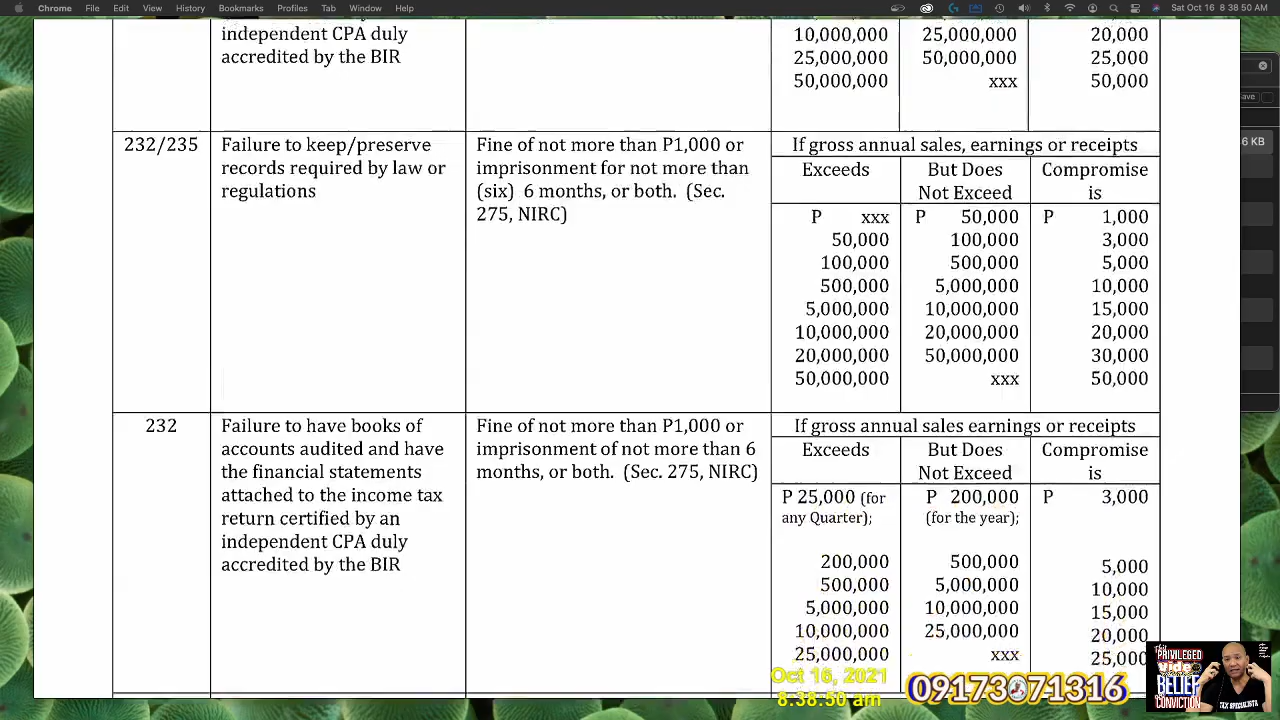 Chrome File Edit View History Bookmarks Profiles Tab Window Help Sat Oct 16 8:38:50 AM
independent CPA duly
accredited by the BIR
10,000,000 25,000,000 20,000
25,000,000 50,000,000 25,000
50,000,000 xxx 50,000
232/235 Failure to keep/preserve records required by law or regulations
Fine of not more than P1,000 or
imprisonment for not more than
(six) 6 months, or both. (Sec.
275, NIRC)
If gross annual sales, earnings or receipts
Exceeds But Does Not Exceed Compromise is
P xxx P 50,000 P 1,000
50,000 100,000 3,000
100,000 500,000 5,000
500,000 5,000,000 10,000
5,000,000 10,000,000 15,000
10,000,000 20,000,000 20,000
20,000,000 50,000,000 30,000
50,000,000 xxx 50,000
232 Failure to have books of
accounts audited and have
the financial statements
attached to the income tax
return certified by an
independent CPA duly
accredited by the BIR
Fine of not more than P1,000 or
imprisonment of not more than 6
months, or both. (Sec. 275, NIRC)
If gross annual sales earnings or receipts
Exceeds But Does Not Exceed Compromise is
P 25,000 (for any Quarter); P 200,000 (for the year); P 3,000
200,000 500,000 5,000
500,000 5,000,000 10,000
5,000,000 10,000,000 15,000
10,000,000 25,000,000 20,000
25,000,000 xxx 25,000
Oct 16, 2021
8:38:50 am
09173071316
PRIVILEGED
BELIEF
CONVICTION
TAX SPECIALISTA